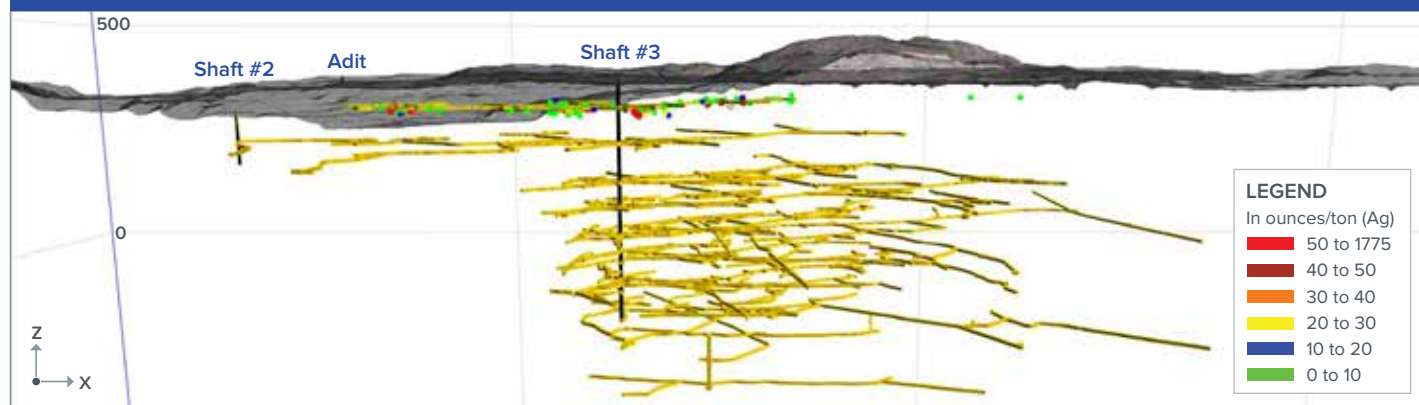 500
Shaft #2
Adit
Shaft #3
0
Z
X
LEGEND
In ounces/ton (Ag)
50 to 1775
40 to 50
30 to 40
20 to 30
10 to 20
0 to 10